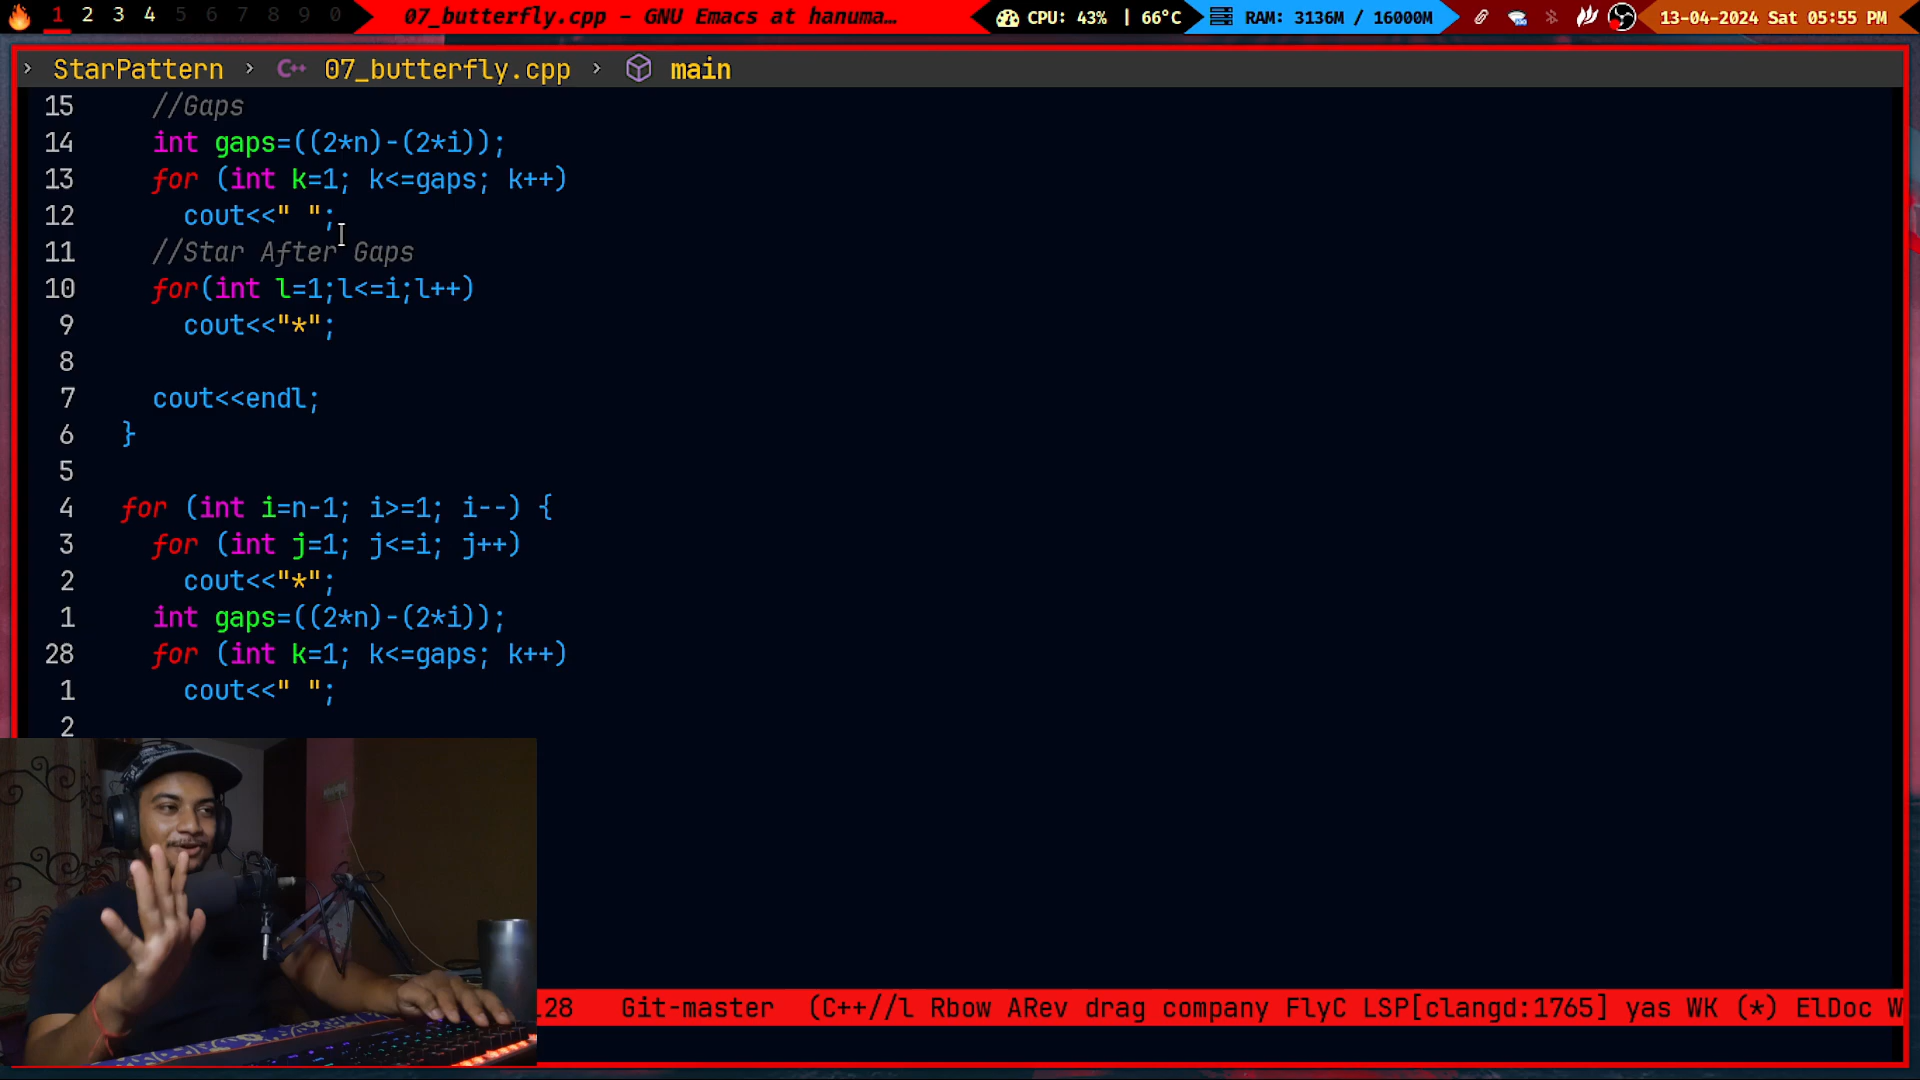 1 2 3 4 5 6 7 8 9 0 07_butterfly.cpp - GNU Emacs at hanuma… CPU: 43% | 66°C RAM: 3136M / 16000M 13-04-2024 Sat 05:55 PM
› StarPattern › C++ 07_butterfly.cpp › main
15 //Gaps
14 int gaps=((2*n)-(2*i));
13 for (int k=1; k<=gaps; k++)
12 cout<<" ";
11 //Star After Gaps
10 for(int l=1;l<=i;l++)
9 cout<<"*";
8
7 cout<<endl;
6 }
5
4 for (int i=n-1; i>=1; i--) {
3 for (int j=1; j<=i; j++)
2 cout<<"*";
1 int gaps=((2*n)-(2*i));
28 for (int k=1; k<=gaps; k++)
1 cout<<" ";
2
28 Git-master (C++//l Rbow ARev drag company FlyC LSP[clangd:1765] yas WK (*) ElDoc W